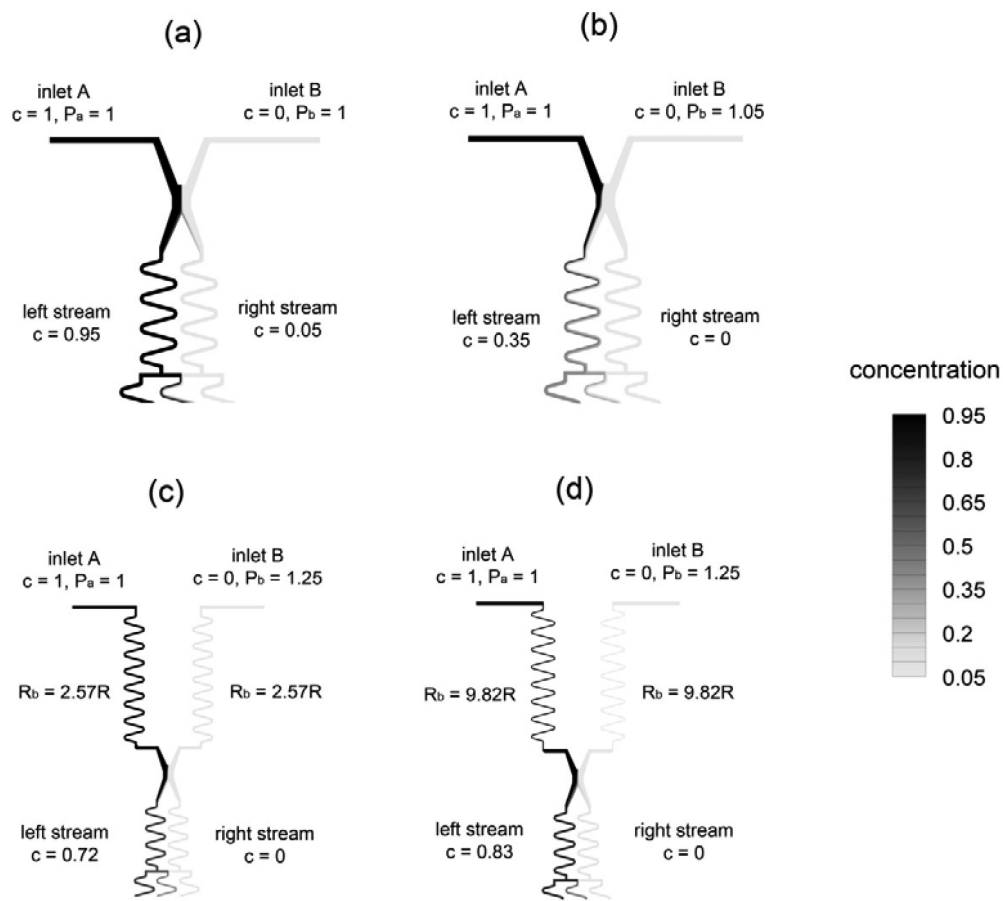 (a)
inlet A
c = 1, Pa = 1
inlet B
c = 0, Pb = 1
left stream
c = 0.95
right stream
c = 0.05
(b)
inlet A
c = 1, Pa = 1
inlet B
c = 0, Pb = 1.05
left stream
c = 0.35
right stream
c = 0
concentration
0.95
0.8
0.65
0.5
0.35
0.2
0.05
(c)
inlet A
c = 1, Pa = 1
inlet B
c = 0, Pb = 1.25
Rb = 2.57R
Rb = 2.57R
left stream
c = 0.72
right stream
c = 0
(d)
inlet A
c = 1, Pa = 1
inlet B
c = 0, Pb = 1.25
Rb = 9.82R
Rb = 9.82R
left stream
c = 0.83
right stream
c = 0